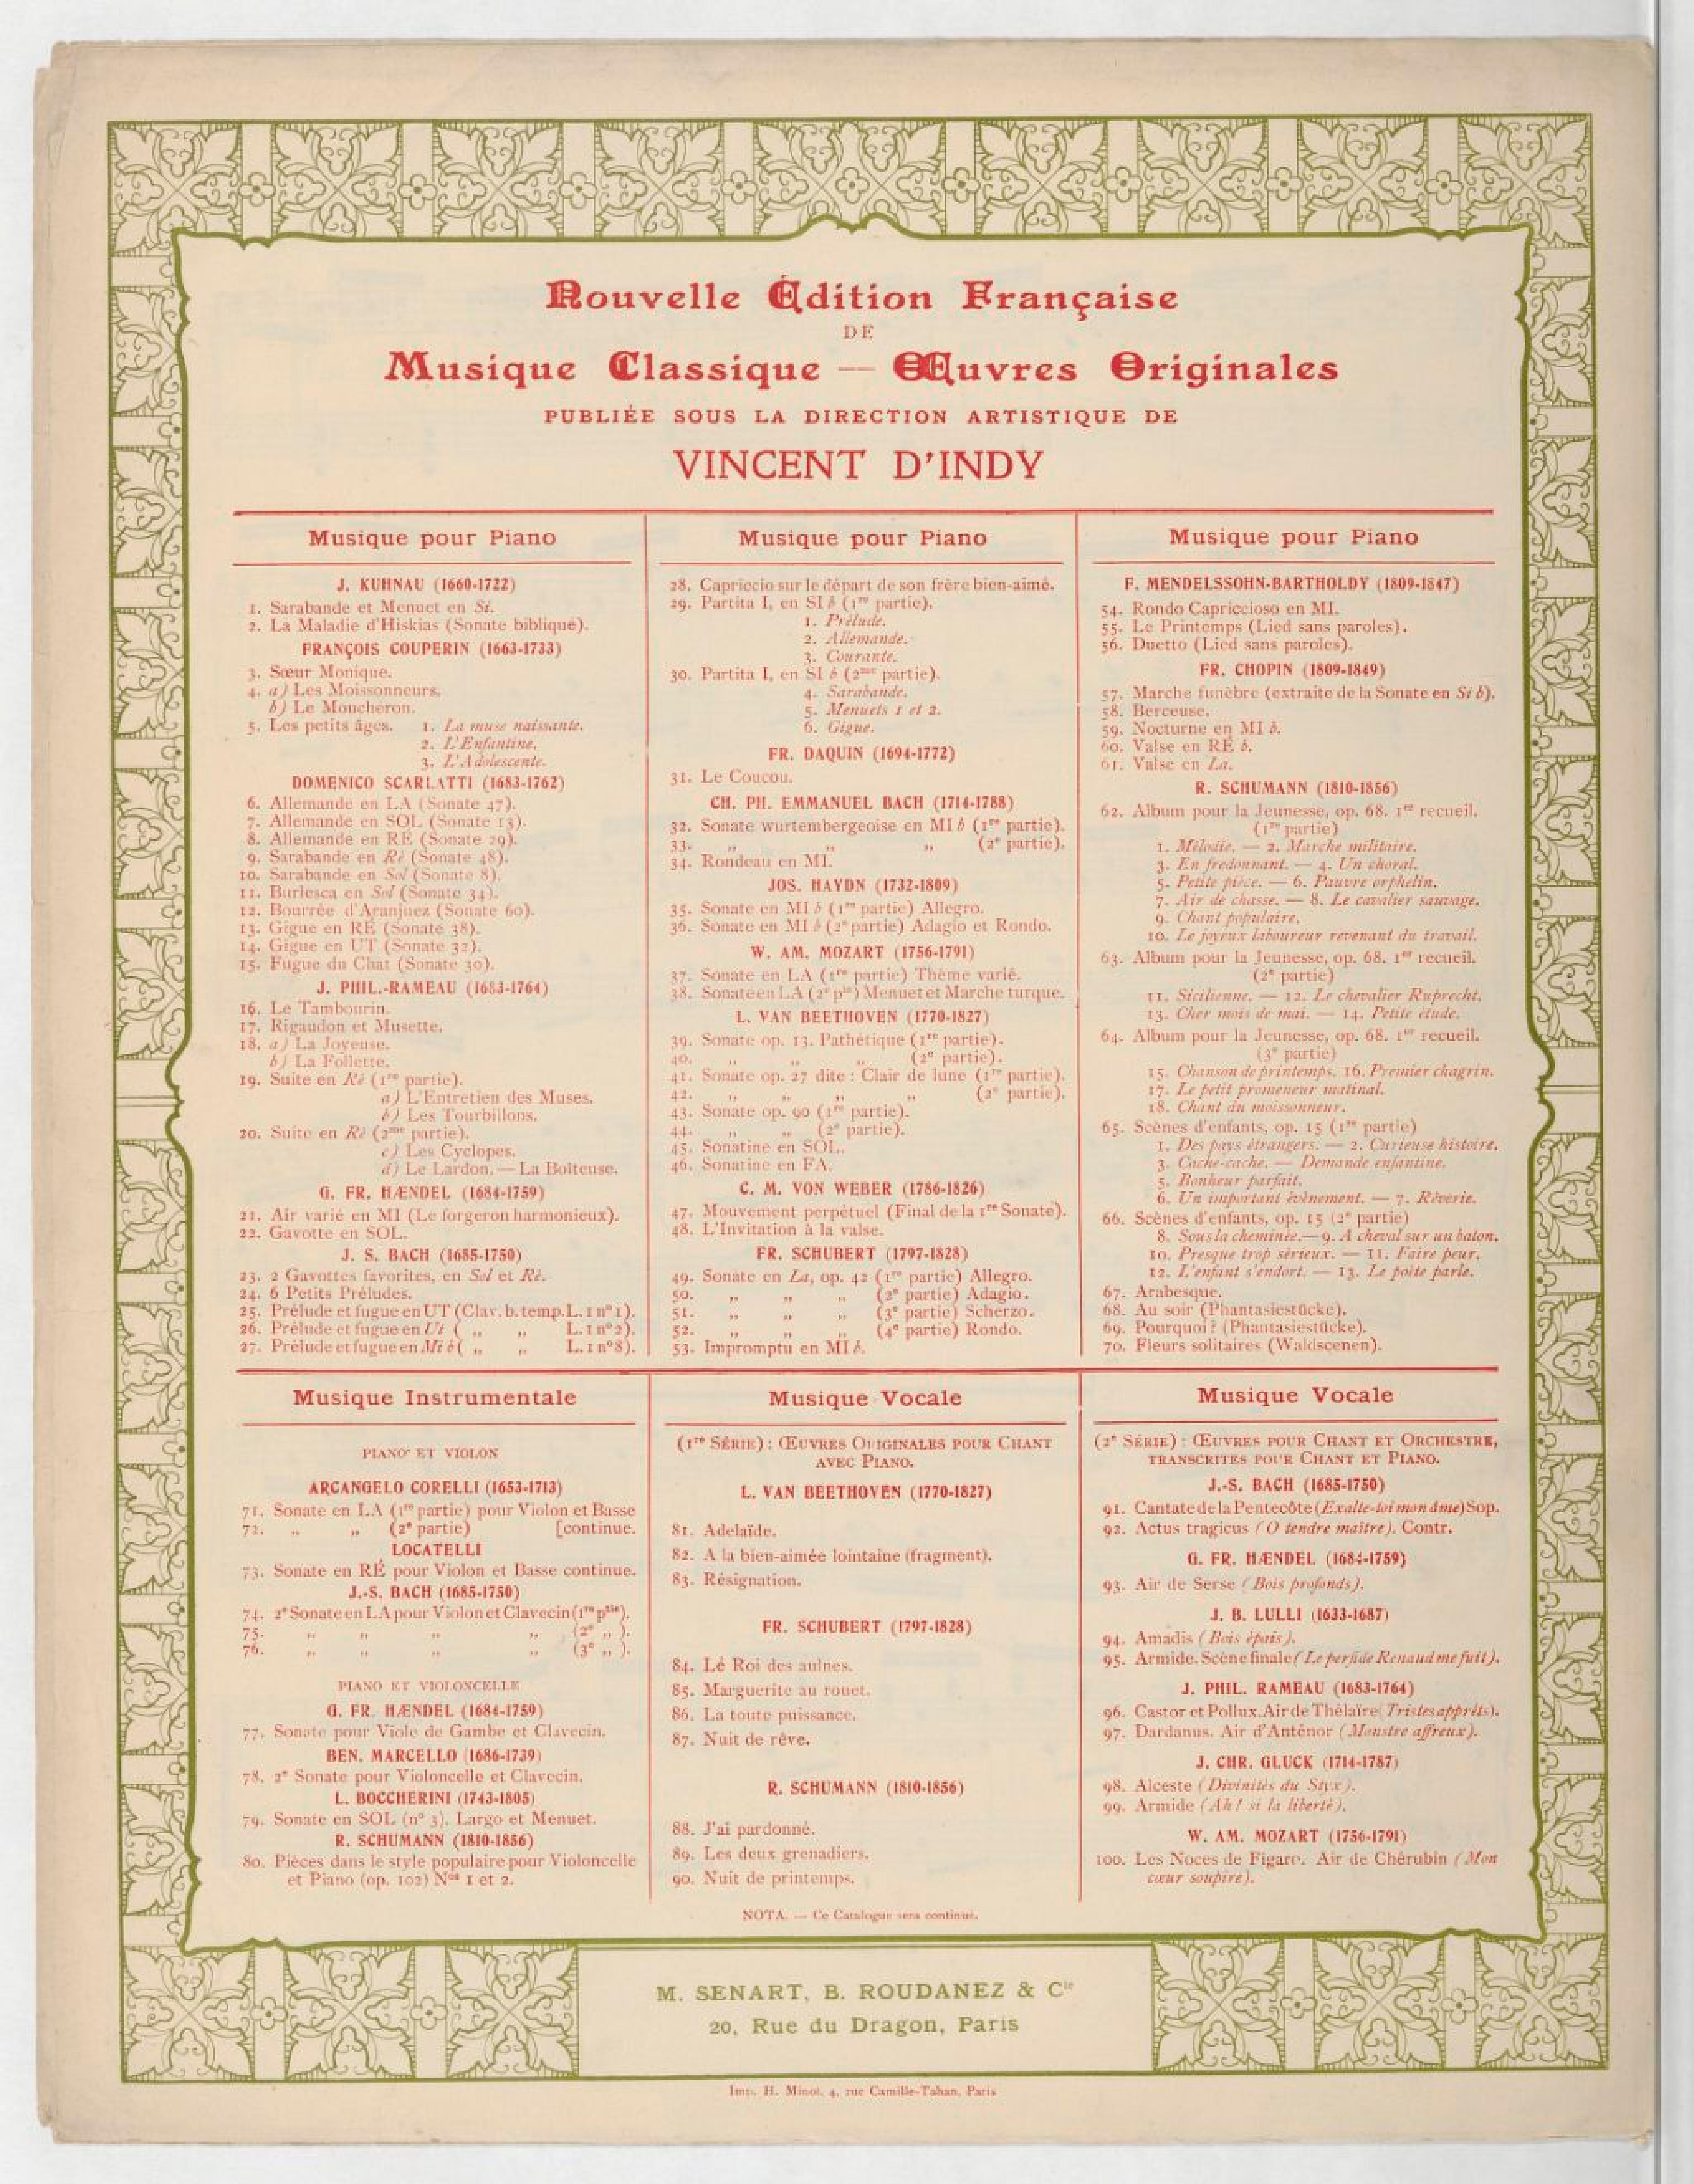 Nouvelle Édition Française
DE
Musique Classique — Œuvres Originales
PUBLIÉE SOUS LA DIRECTION ARTISTIQUE DE
VINCENT D'INDY
Musique pour Piano
J. KUHNAU (1660-1722)
1. Sarabande et Menuet en Si.
2. La Maladie d'Hiskias (Sonate biblique).
FRANÇOIS COUPERIN (1663-1733)
3. Sœur Monique.
4. a) Les Moissonneurs.
b) Le Moucheron.
5. Les petits âges. 1. La muse naissante.
2. L'Enfantine.
3. L'Adolescente.
DOMENICO SCARLATTI (1683-1762)
6. Allemande en LA (Sonate 47).
7. Allemande en SOL (Sonate 13).
8. Allemande en RÉ (Sonate 29).
9. Sarabande en Ré (Sonate 48).
10. Sarabande en Sol (Sonate 8).
11. Burlesca en Sol (Sonate 34).
12. Bourrée d'Aranjuez (Sonate 60).
13. Gigue en RÉ (Sonate 38).
14. Gigue en UT (Sonate 32).
15. Fugue du Chat (Sonate 30).
J. PHIL.-RAMEAU (1683-1764)
16. Le Tambourin.
17. Rigaudon et Musette.
18. a) La Joyeuse.
b) La Follette.
19. Suite en Ré (1re partie).
a) L'Entretien des Muses.
b) Les Tourbillons.
20. Suite en Ré (2me partie).
c) Les Cyclopes.
d) Le Lardon. — La Boîteuse.
G. FR. HÆNDEL (1684-1759)
21. Air varié en MI (Le forgeron harmonieux).
22. Gavotte en SOL.
J. S. BACH (1685-1750)
23. 2 Gavottes favorites, en Sol et Ré.
24. 6 Petits Préludes.
25. Prélude et fugue en UT (Clav. b. temp. L. 1 nº 1).
26. Prélude et fugue en Ut ( „ „ L. 1 nº 2).
27. Prélude et fugue en Mi b ( „ „ L. 1 nº 8).
Musique pour Piano
28. Capriccio sur le départ de son frère bien-aimé.
29. Partita I, en SI b (1re partie).
1. Prélude.
2. Allemande.
3. Courante.
30. Partita I, en SI b (2me partie).
4. Sarabande.
5. Menuets 1 et 2.
6. Gigue.
FR. DAQUIN (1694-1772)
31. Le Coucou.
CH. PH. EMMANUEL BACH (1714-1788)
32. Sonate wurtembergeoise en MI b (1re partie).
33. „ „ „ (2e partie).
34. Rondeau en MI.
JOS. HAYDN (1732-1809)
35. Sonate en MI b (1re partie) Allegro.
36. Sonate en MI b (2e partie) Adagio et Rondo.
W. AM. MOZART (1756-1791)
37. Sonate en LA (1re partie) Thème varié.
38. Sonate en LA (2e ptie) Menuet et Marche turque.
L. VAN BEETHOVEN (1770-1827)
39. Sonate op. 13. Pathétique (1re partie).
40. „ „ „ (2e partie).
41. Sonate op. 27 dite : Clair de lune (1re partie).
42. „ „ „ „ (2e partie).
43. Sonate op. 90 (1re partie).
44. „ „ (2e partie).
45. Sonatine en SOL.
46. Sonatine en FA.
C. M. VON WEBER (1786-1826)
47. Mouvement perpétuel (Final de la 1re Sonate).
48. L'Invitation à la valse.
FR. SCHUBERT (1797-1828)
49. Sonate en La, op. 42 (1re partie) Allegro.
50. „ „ „ (2e partie) Adagio.
51. „ „ „ (3e partie) Scherzo.
52. „ „ „ (4e partie) Rondo.
53. Impromptu en MI b.
Musique pour Piano
F. MENDELSSOHN-BARTHOLDY (1809-1847)
54. Rondo Capriccioso en MI.
55. Le Printemps (Lied sans paroles).
56. Duetto (Lied sans paroles).
FR. CHOPIN (1809-1849)
57. Marche funèbre (extraite de la Sonate en Si b).
58. Berceuse.
59. Nocturne en MI b.
60. Valse en RÉ b.
61. Valse en La.
R. SCHUMANN (1810-1856)
62. Album pour la Jeunesse, op. 68. 1er recueil.
(1re partie)
1. Mélodie. — 2. Marche militaire.
3. En fredonnant. — 4. Un choral.
5. Petite pièce. — 6. Pauvre orphelin.
7. Air de chasse. — 8. Le cavalier sauvage.
9. Chant populaire.
10. Le joyeux laboureur revenant du travail.
63. Album pour la Jeunesse, op. 68. 1er recueil.
(2e partie)
11. Sicilienne. — 12. Le chevalier Ruprecht.
13. Cher mois de mai. — 14. Petite étude.
64. Album pour la Jeunesse, op. 68. 1er recueil.
(3e partie)
15. Chanson de printemps. 16. Premier chagrin.
17. Le petit promeneur matinal.
18. Chant du moissonneur.
65. Scènes d'enfants, op. 15 (1re partie)
1. Des pays étrangers. — 2. Curieuse histoire.
3. Cache-cache. — Demande enfantine.
5. Bonheur parfait.
6. Un important évènement. — 7. Rêverie.
66. Scènes d'enfants, op. 15 (2e partie)
8. Sous la cheminée. — 9. A cheval sur un baton.
10. Presque trop sérieux. — 11. Faire peur.
12. L'enfant s'endort. — 13. Le poète parle.
67. Arabesque.
68. Au soir (Phantasiestücke).
69. Pourquoi? (Phantasiestücke).
70. Fleurs solitaires (Waldscenen).
Musique Instrumentale
PIANO ET VIOLON
ARCANGELO CORELLI (1653-1713)
71. Sonate en LA (1re partie) pour Violon et Basse
72. „ „ (2e partie) [continue.
LOCATELLI
73. Sonate en RÉ pour Violon et Basse continue.
J.-S. BACH (1685-1750)
74. 2e Sonate en LA pour Violon et Clavecin (1re ptie).
75. „ „ „ „ (2e „ ).
76. „ „ „ „ (3e „ ).
PIANO ET VIOLONCELLE
G. FR. HÆNDEL (1684-1759)
77. Sonate pour Viole de Gambe et Clavecin.
BEN. MARCELLO (1686-1739)
78. 2e Sonate pour Violoncelle et Clavecin.
L. BOCCHERINI (1743-1805)
79. Sonate en SOL (nº 3). Largo et Menuet.
R. SCHUMANN (1810-1856)
80. Pièces dans le style populaire pour Violoncelle
et Piano (op. 102) Nos 1 et 2.
Musique Vocale
(1re SÉRIE) : ŒUVRES ORIGINALES POUR CHANT
AVEC PIANO.
L. VAN BEETHOVEN (1770-1827)
81. Adelaïde.
82. A la bien-aimée lointaine (fragment).
83. Résignation.
FR. SCHUBERT (1797-1828)
84. Le Roi des aulnes.
85. Marguerite au rouet.
86. La toute puissance.
87. Nuit de rêve.
R. SCHUMANN (1810-1856)
88. J'ai pardonné.
89. Les deux grenadiers.
90. Nuit de printemps.
Musique Vocale
(2e SÉRIE) : ŒUVRES POUR CHANT ET ORCHESTRE,
TRANSCRITES POUR CHANT ET PIANO.
J.-S. BACH (1685-1750)
91. Cantate de la Pentecôte (Exalte-toi mon âme) Sop.
92. Actus tragicus (O tendre maître). Contr.
G. FR. HÆNDEL (1684-1759)
93. Air de Serse (Bois profonds).
J. B. LULLI (1633-1687)
94. Amadis (Bois épais).
95. Armide. Scène finale (Le perfide Renaud me fuit).
J. PHIL. RAMEAU (1683-1764)
96. Castor et Pollux. Air de Thélaïre (Tristes apprêts).
97. Dardanus. Air d'Anténor (Monstre affreux).
J. CHR. GLUCK (1714-1787)
98. Alceste (Divinités du Styx).
99. Armide (Ah! si la liberté).
W. AM. MOZART (1756-1791)
100. Les Noces de Figaro. Air de Chérubin (Mon
cœur soupire).
NOTA. — Ce Catalogue sera continué.
M. SENART, B. ROUDANEZ & Cie
20, Rue du Dragon, Paris
Imp. H. Minot, 4, rue Camille-Tahan, Paris